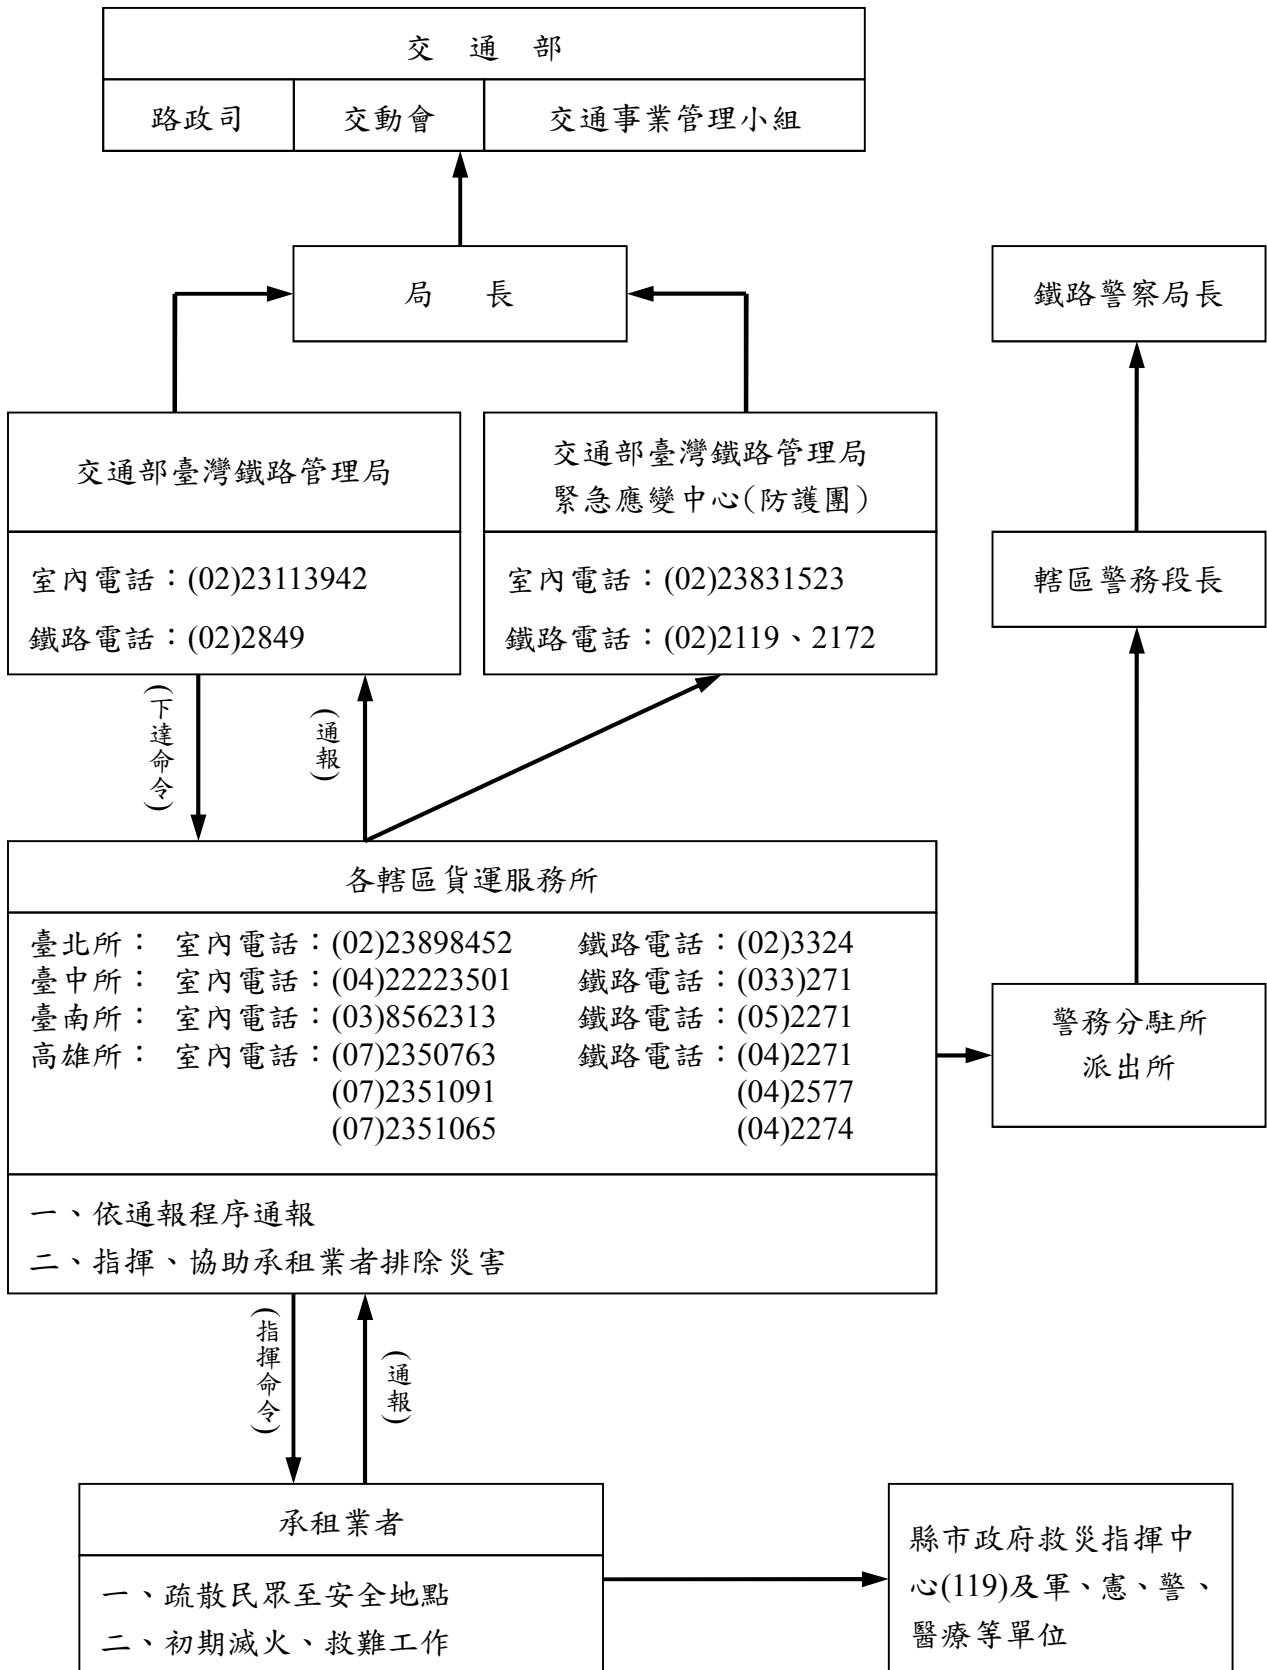 交通部
路政司 交動會 交通事業管理小組
局長
鐵路警察局長
交通部臺灣鐵路管理局
室內電話：(02)23113942
鐵路電話：(02)2849
交通部臺灣鐵路管理局
緊急應變中心(防護團)
室內電話：(02)23831523
鐵路電話：(02)2119、2172
轄區警務段長
(下達命令)
(通報)
各轄區貨運服務所
臺北所： 室內電話：(02)23898452 鐵路電話：(02)3324
臺中所： 室內電話：(04)22223501 鐵路電話：(033)271
臺南所： 室內電話：(03)8562313 鐵路電話：(05)2271
高雄所： 室內電話：(07)2350763 鐵路電話：(04)2271
(07)2351091 (04)2577
(07)2351065 (04)2274
一、依通報程序通報
二、指揮、協助承租業者排除災害
警務分駐所
派出所
(指揮命令)
(通報)
承租業者
一、疏散民眾至安全地點
二、初期滅火、救難工作
縣市政府救災指揮中
心(119)及軍、憲、警、
醫療等單位